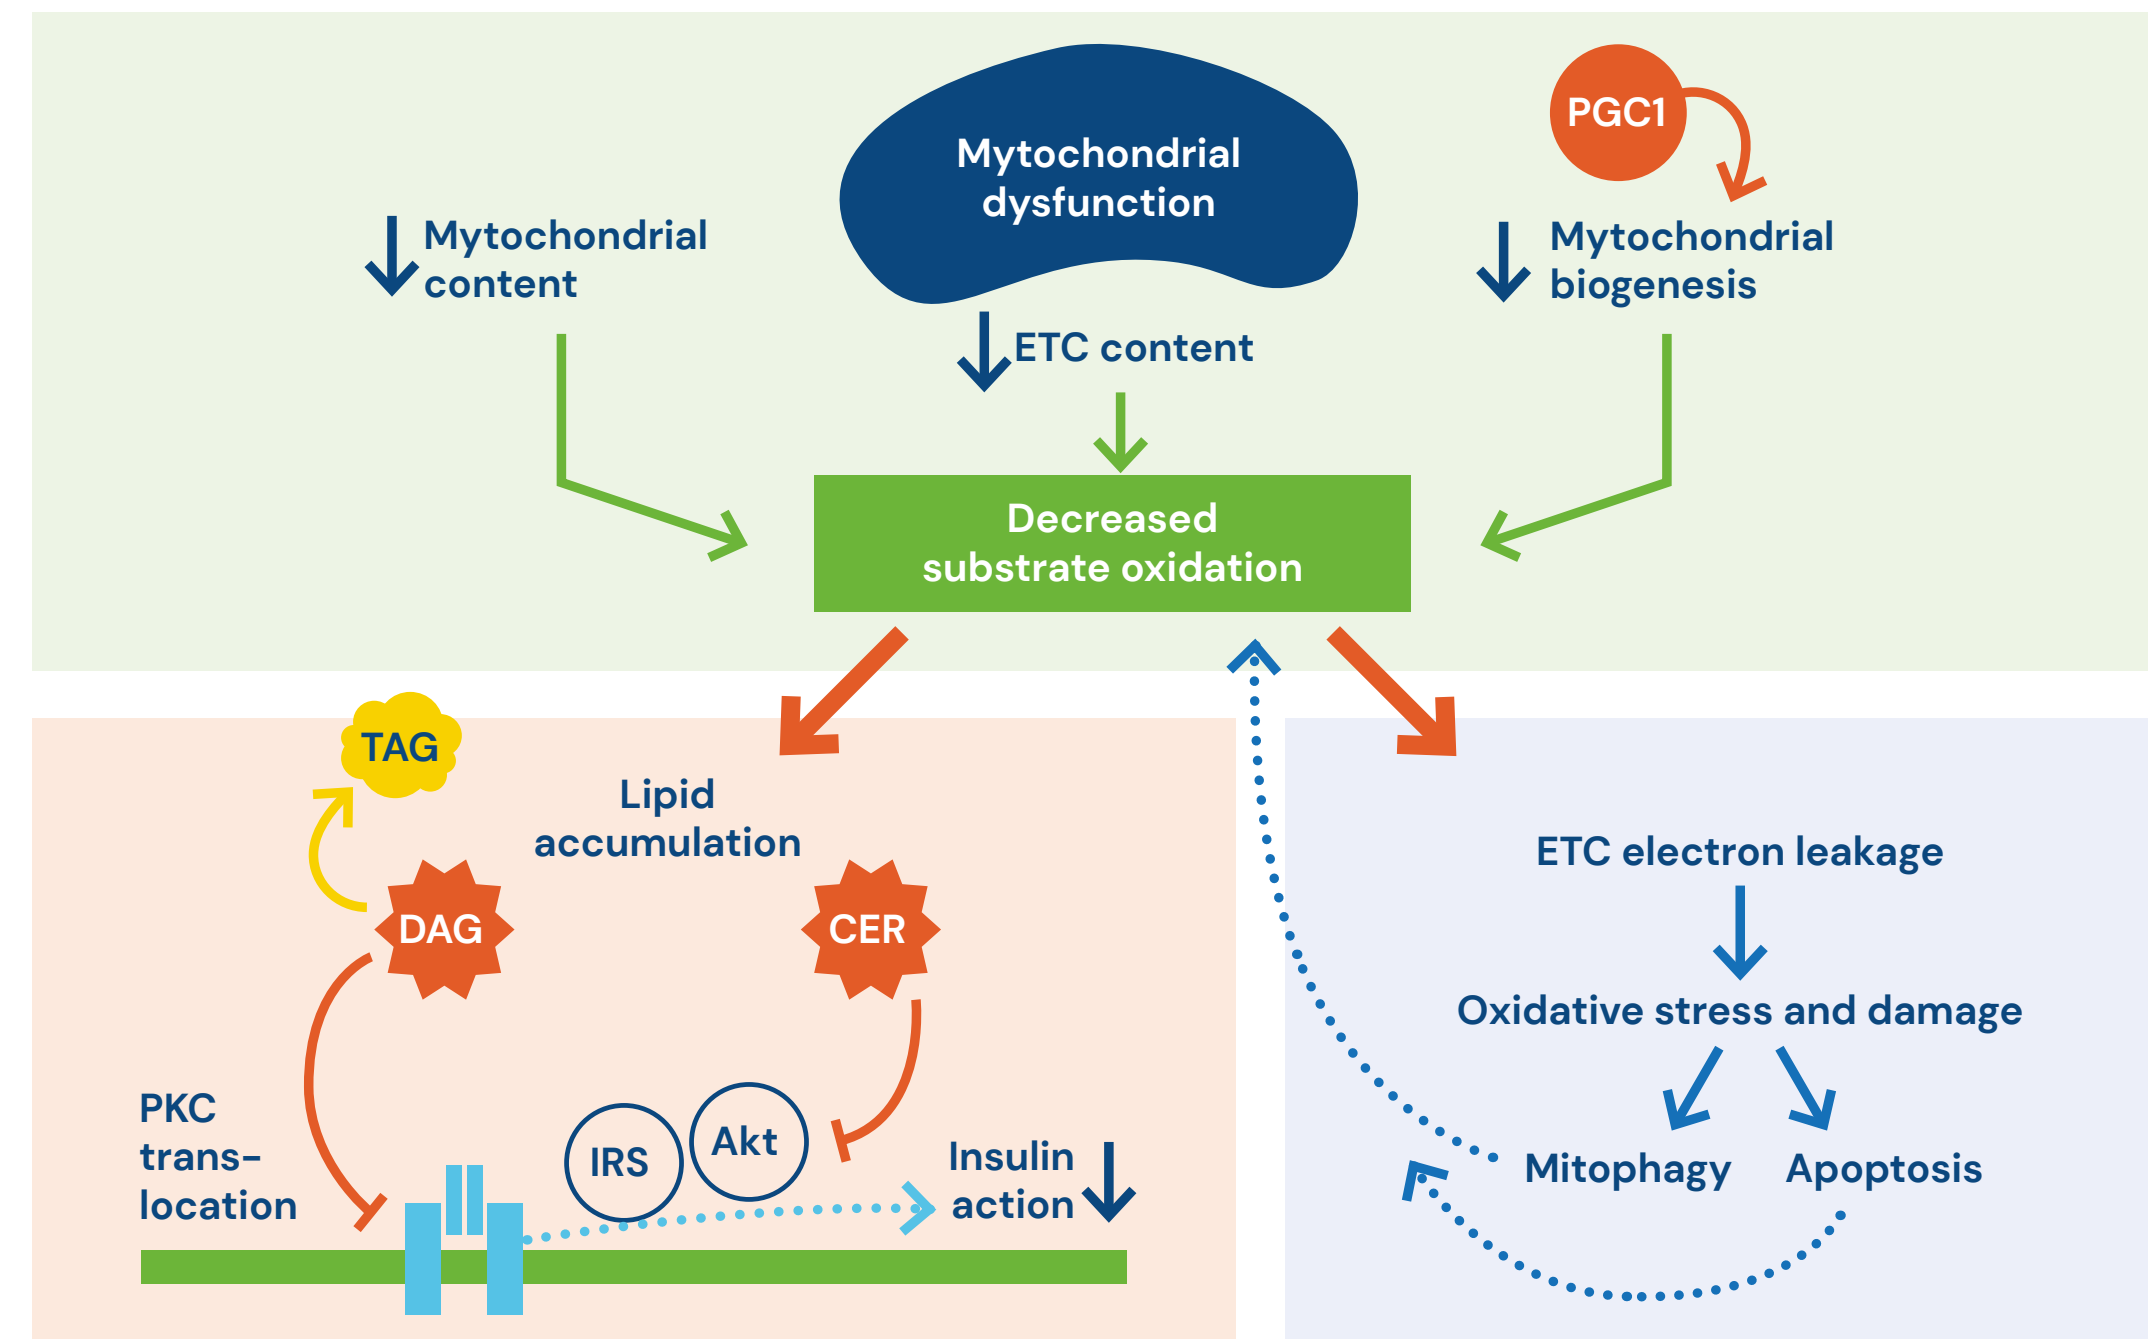 Mytochondrial
dysfunction
PGC1
Mytochondrial
content
Mytochondrial
biogenesis
ETC content
Decreased
substrate oxidation
TAG
Lipid
accumulation
DAG
CER
PKC
trans-
location
IRS
Akt
Insulin
action
ETC electron leakage
Oxidative stress and damage
Mitophagy
Apoptosis